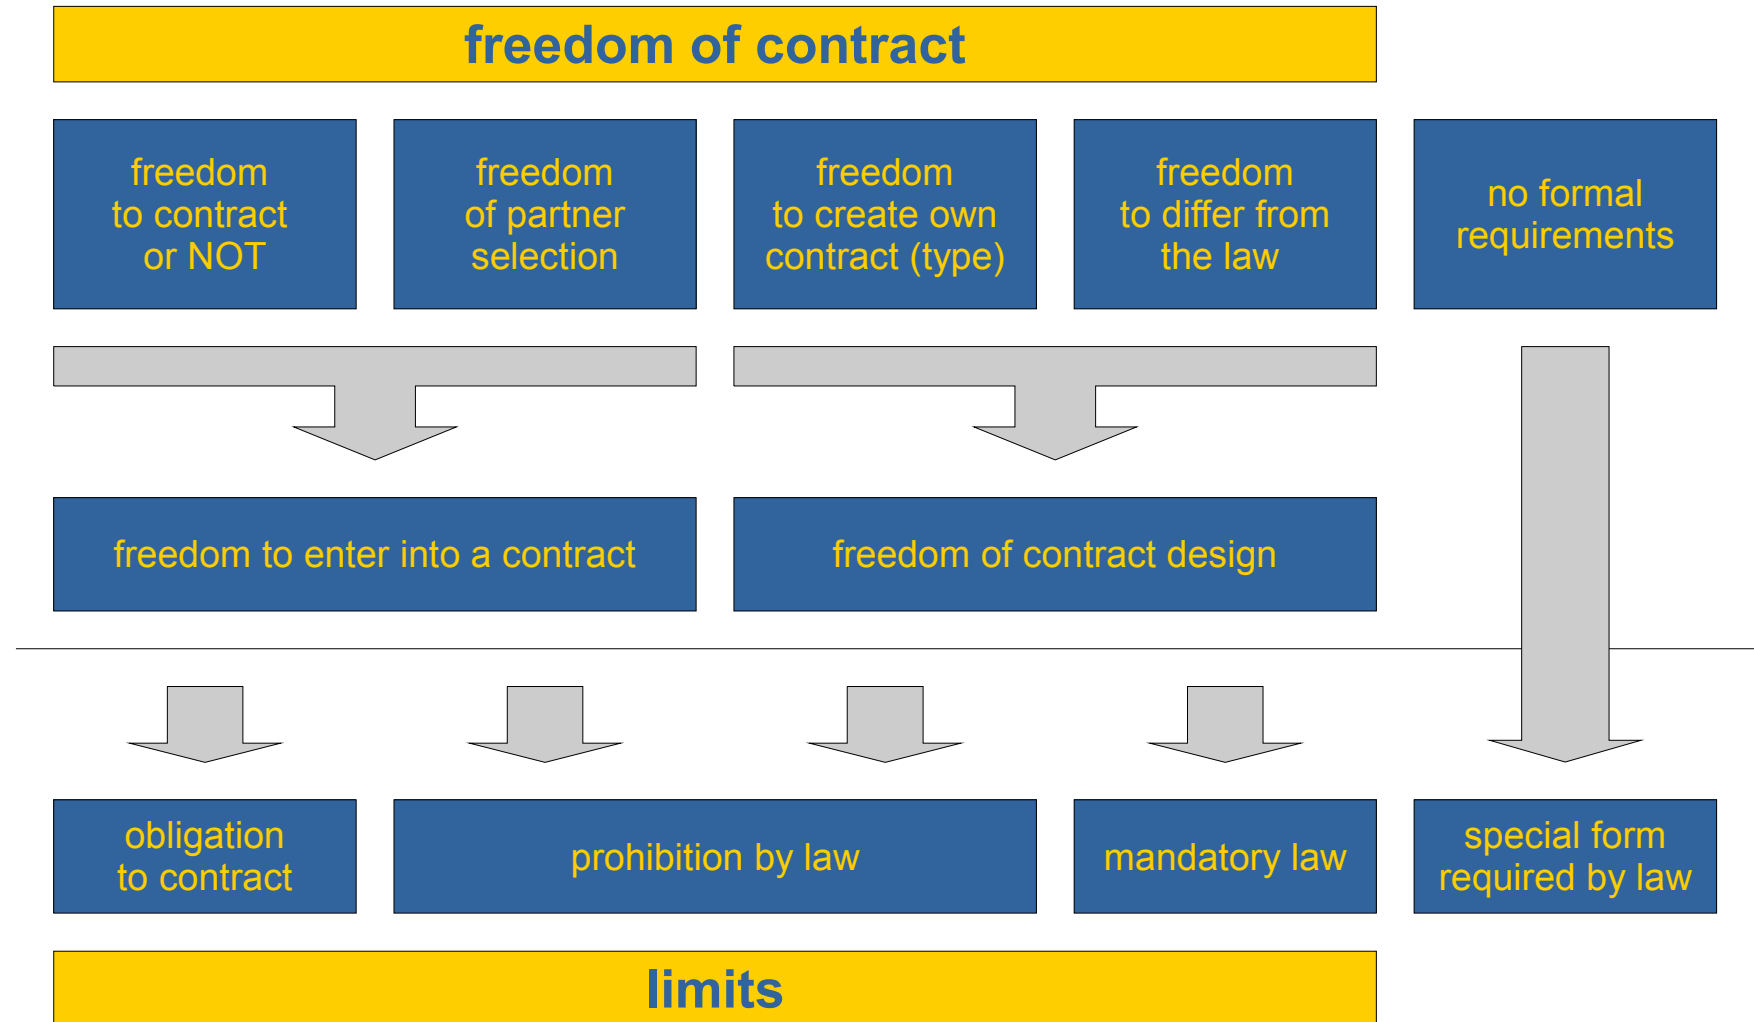 freedom of contract
freedom
to contract
or NOT
freedom
of partner
selection
freedom
to create own
contract (type)
freedom
to differ from
the law
no formal
requirements
freedom to enter into a contract
freedom of contract design
obligation
to contract
prohibition by law
mandatory law
special form
required by law
limits